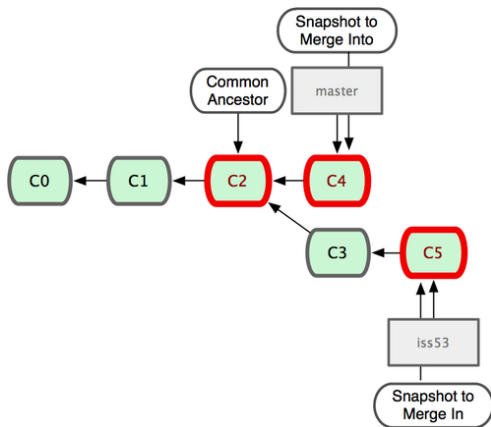 Snapshot to
Merge Into
Common
Ancestor
master
C0
C1
C2
C4
C3
C5
iss53
Snapshot to
Merge In